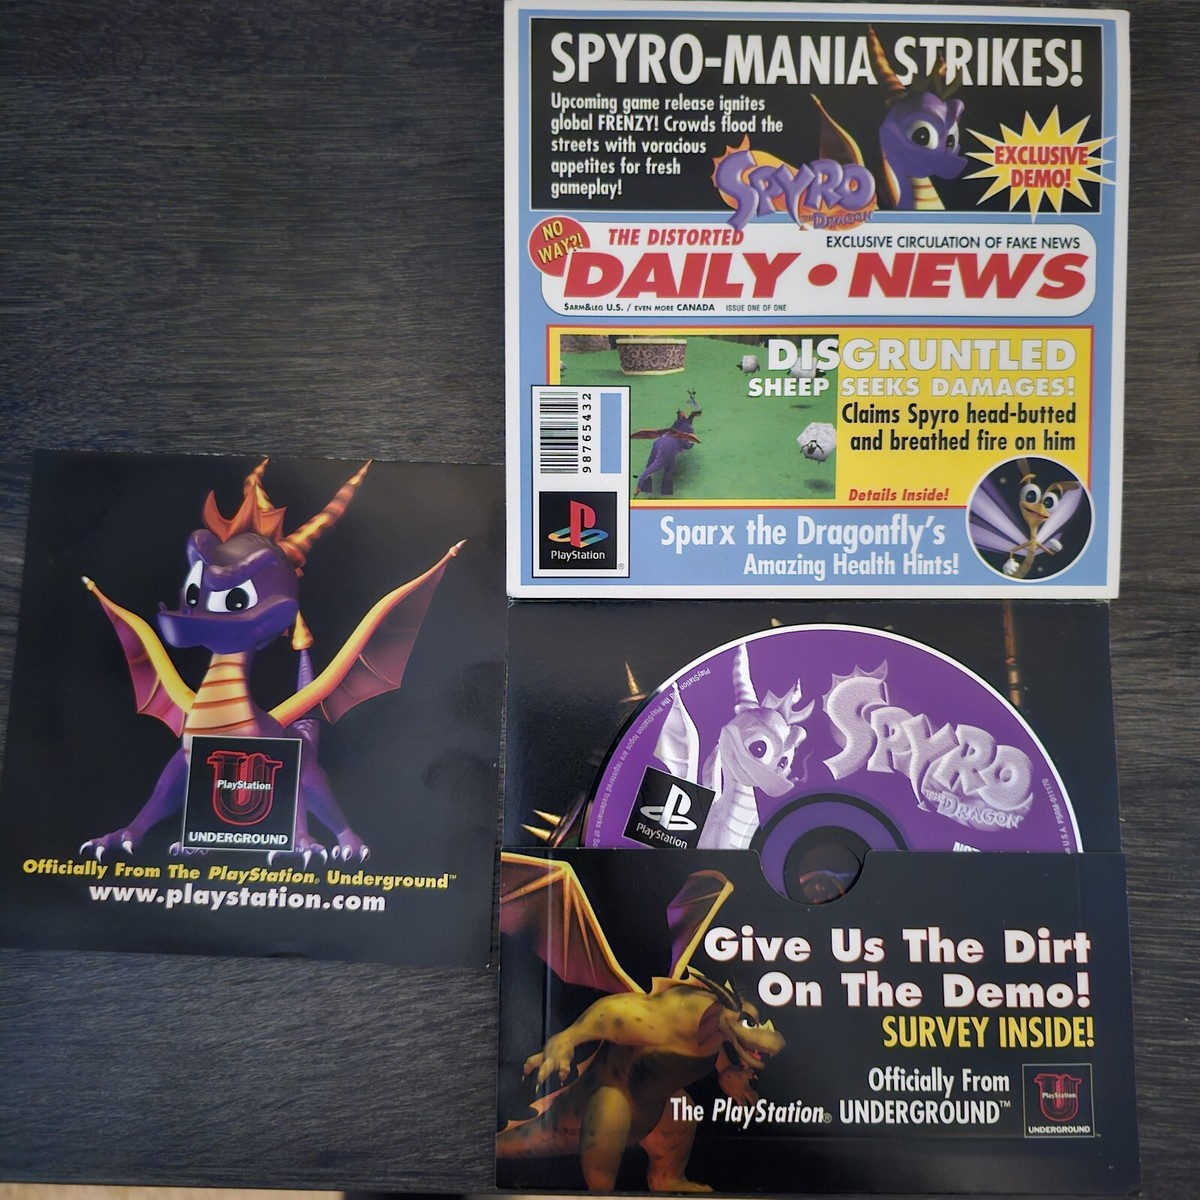 SPYRO-MANIA STRIKES!
Upcoming game release ignites
global FRENZY! Crowds flood the
streets with voracious
appetites for fresh
gameplay!
SPYRO
THE DRAGON
EXCLUSIVE
DEMO!
NO
WAY?!
THE DISTORTED
EXCLUSIVE CIRCULATION OF FAKE NEWS
DAILY • NEWS
$ARM&LEG U.S. / EVEN MORE CANADA ISSUE ONE OF ONE
DISGRUNTLED
SHEEP SEEKS DAMAGES!
Claims Spyro head-butted
and breathed fire on him
Details Inside!
98765432
PlayStation
®
Sparx the Dragonfly's
Amazing Health Hints!
PlayStation
UNDERGROUND
Officially From The PlayStation® Underground™
www.playstation.com
SPYRO
THE DRAGON
PlayStation
Give Us The Dirt
On The Demo!
SURVEY INSIDE!
Officially From
The PlayStation® UNDERGROUND™
PlayStation
UNDERGROUND